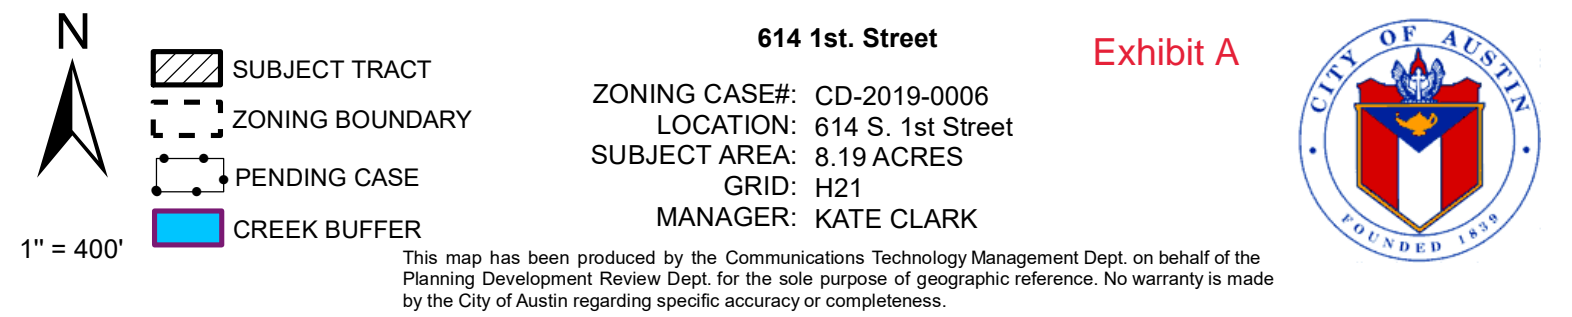 N
1" = 400'
SUBJECT TRACT
ZONING BOUNDARY
PENDING CASE
CREEK BUFFER
614 1st. Street
ZONING CASE#: CD-2019-0006
LOCATION: 614 S. 1st Street
SUBJECT AREA: 8.19 ACRES
GRID: H21
MANAGER: KATE CLARK
This map has been produced by the Communications Technology Management Dept. on behalf of the
Planning Development Review Dept. for the sole purpose of geographic reference. No warranty is made
by the City of Austin regarding specific accuracy or completeness.
Exhibit A
CITY OF AUSTIN
FOUNDED 1839